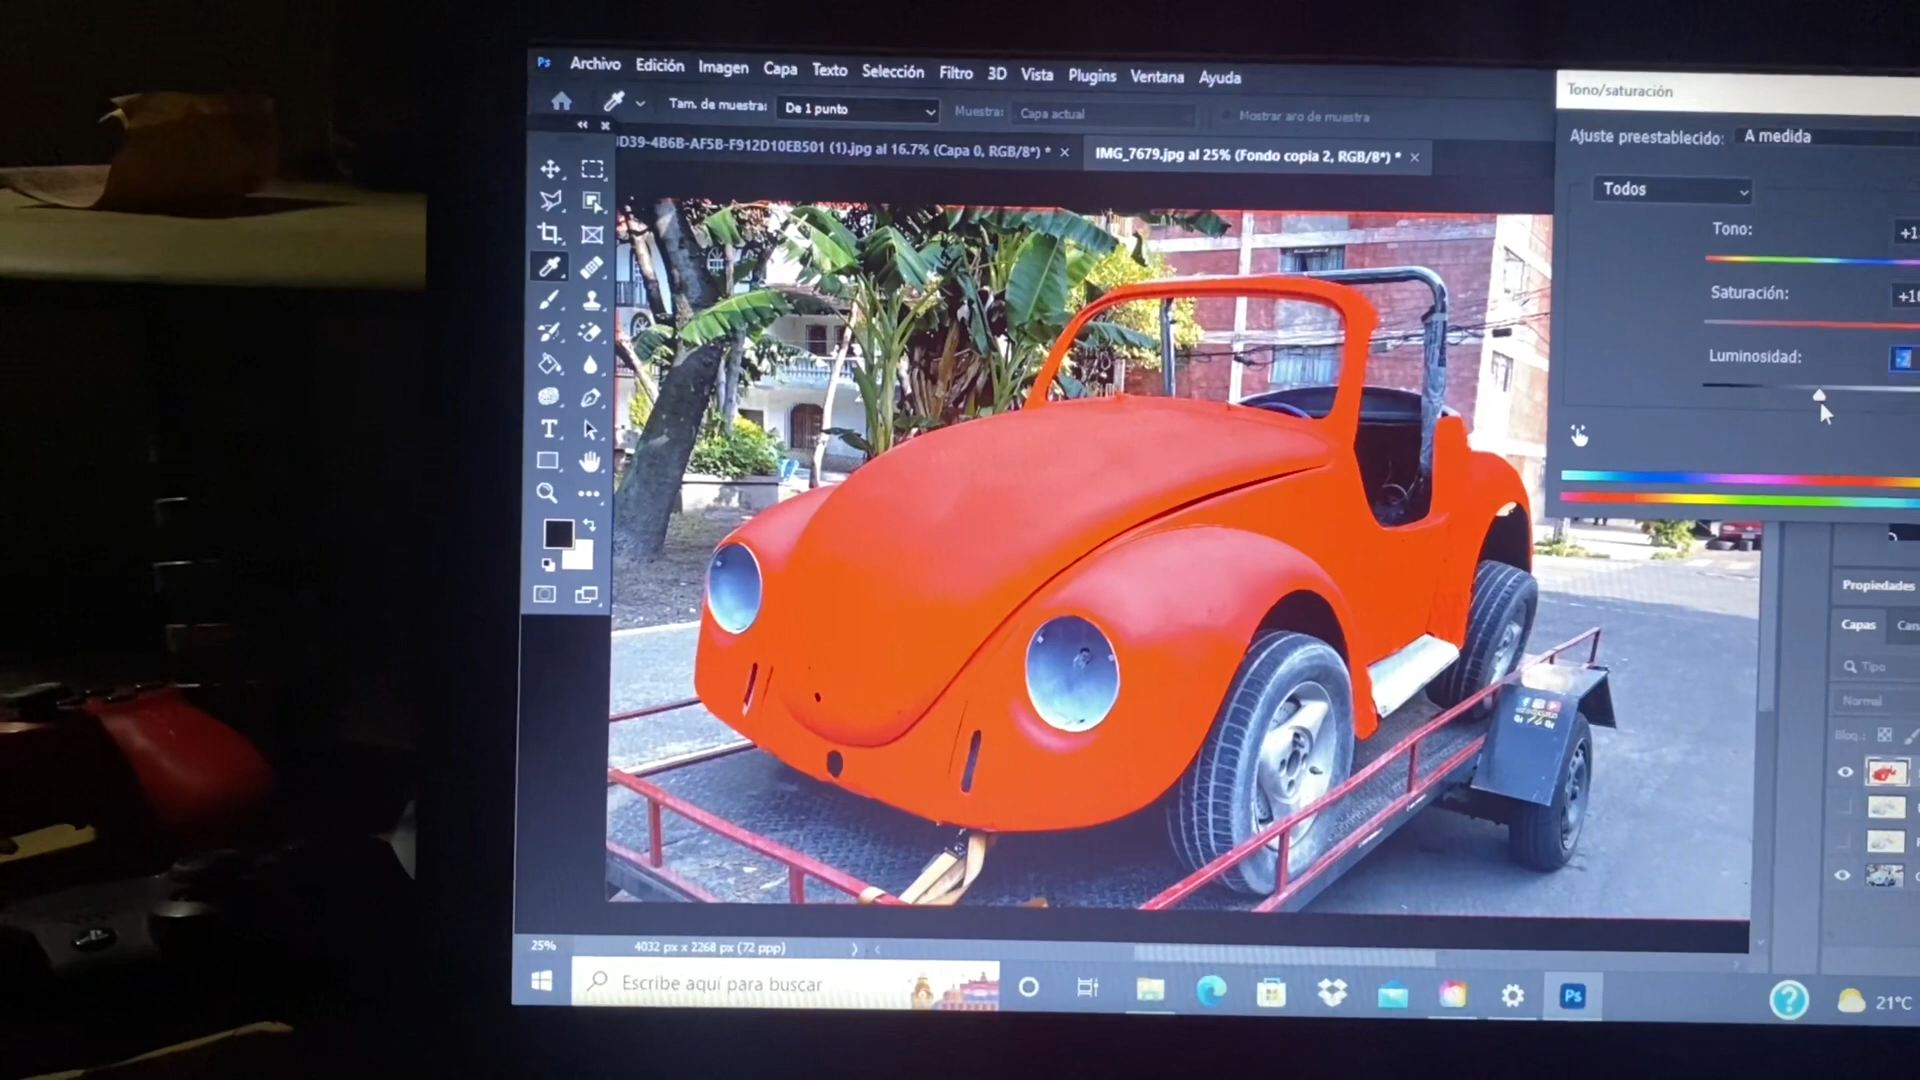 Ps Archivo Edición Imagen Capa Texto Selección Filtro 3D Vista Plugins Ventana Ayuda
Tam. de muestra: De 1 punto Muestra: Capa actual Mostrar aro de muestra
D39-4B6B-AF5B-F912D10EB501 (1).jpg al 16.7% (Capa 0, RGB/8*) * × IMG_7679.jpg al 25% (Fondo copia 2, RGB/8*) * ×
Tono/saturación
Ajuste preestablecido: A medida
Todos
Tono:
Saturación:
Luminosidad:
Propiedades
Capas
Tipo
Normal
Bloq.:
25% 4032 px x 2268 px (72 ppp)
Escribe aquí para buscar
Ps
21°C